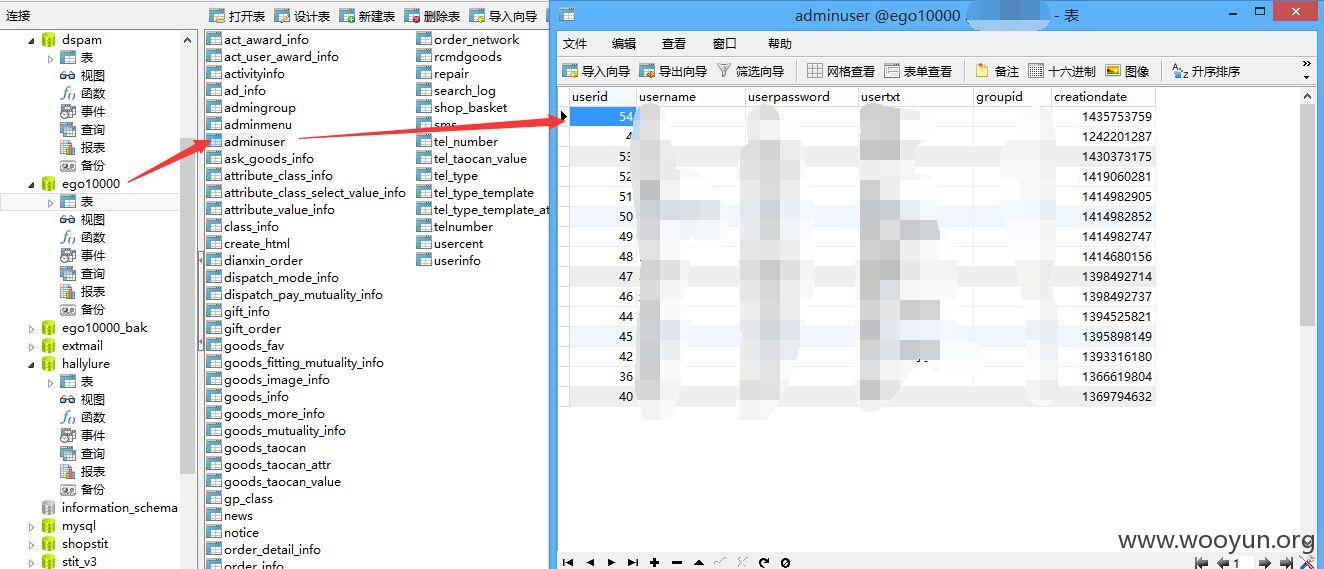 连接
打开表 设计表 新建表 删除表 导入向导
dspam
表
视图
函数
事件
查询
报表
备份
ego10000
表
视图
函数
事件
查询
报表
备份
ego10000_bak
extmail
hallylure
表
视图
函数
事件
查询
报表
备份
information_schema
mysql
shopstit
stit_v3
act_award_info
act_user_award_info
activityinfo
ad_info
admingroup
adminmenu
adminuser
ask_goods_info
attribute_class_info
attribute_class_select_value_info
attribute_value_info
class_info
create_html
dianxin_order
dispatch_mode_info
dispatch_pay_mutuality_info
gift_info
gift_order
goods_fav
goods_fitting_mutuality_info
goods_image_info
goods_info
goods_more_info
goods_mutuality_info
goods_taocan
goods_taocan_attr
goods_taocan_value
gp_class
news
notice
order_detail_info
order_info
order_network
rcmdgoods
repair
search_log
shop_basket
sms
tel_number
tel_taocan_value
tel_type
tel_type_template
tel_type_template_at
telnumber
usercent
userinfo
adminuser @ego10000 - 表
文件 编辑 查看 窗口 帮助
导入向导 导出向导 筛选向导 网格查看 表单查看 备注 十六进制 图像 升序排序
userid username userpassword usertxt groupid creationdate
54 1435753759
4 1242201287
53 1430373175
52 1419060281
51 1414982905
50 1414982852
49 1414982747
48 1414680156
47 1398492714
46 1398492737
44 1394525821
45 1395898149
42 1393316180
36 1366619804
40 1369794632
www.wooyun.org
1